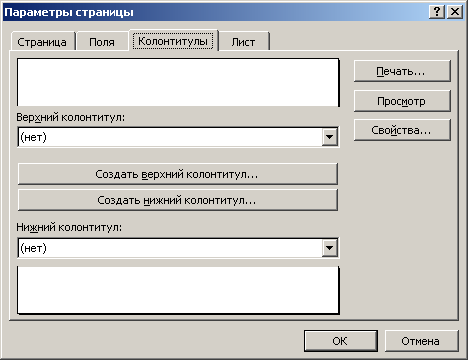 Параметры страницы
Страница Поля Колонтитулы Лист
Печать...
Просмотр
Верхний колонтитул:
(нет)
Свойства...
Создать верхний колонтитул...
Создать нижний колонтитул...
Нижний колонтитул:
(нет)
OK Отмена